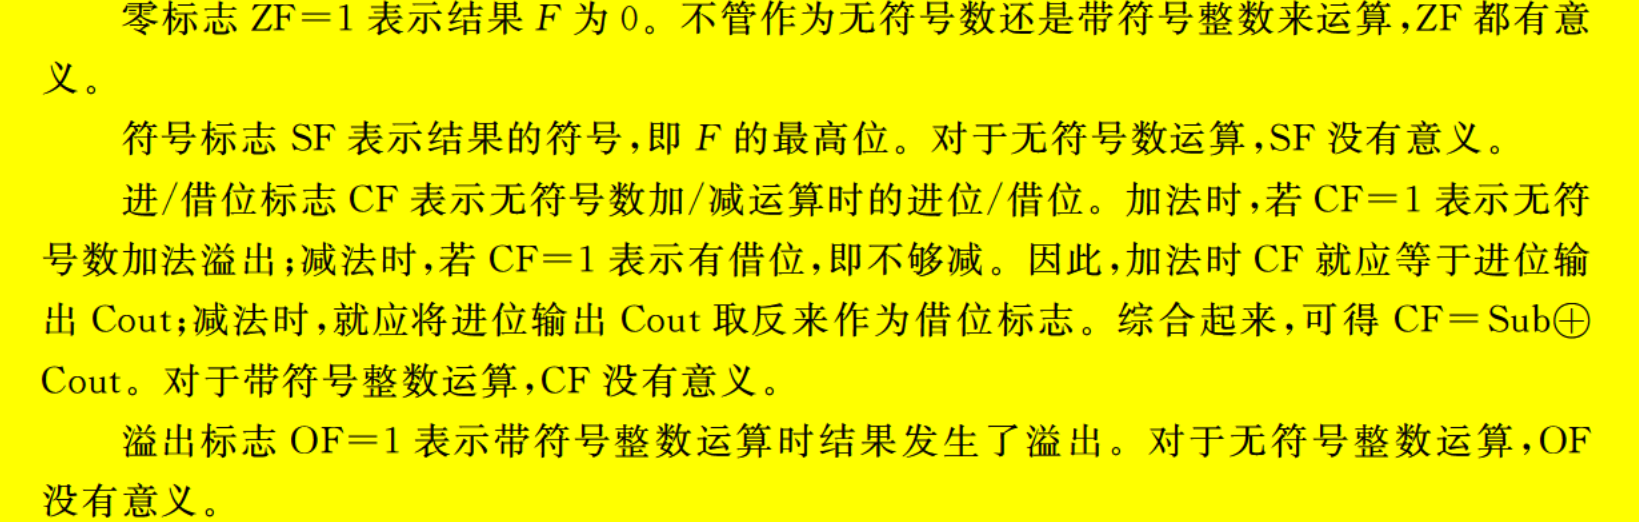 零标志 ZF=1 表示结果 F 为 0。不管作为无符号数还是带符号整数来运算,ZF 都有意
义。
符号标志 SF 表示结果的符号,即 F 的最高位。对于无符号数运算,SF 没有意义。
进/借位标志 CF 表示无符号数加/减运算时的进位/借位。加法时,若 CF=1 表示无符
号数加法溢出;减法时,若 CF=1 表示有借位,即不够减。因此,加法时 CF 就应等于进位输
出 Cout;减法时,就应将进位输出 Cout 取反来作为借位标志。综合起来,可得 CF=Sub⊕
Cout。对于带符号整数运算,CF 没有意义。
溢出标志 OF=1 表示带符号整数运算时结果发生了溢出。对于无符号整数运算,OF
没有意义。